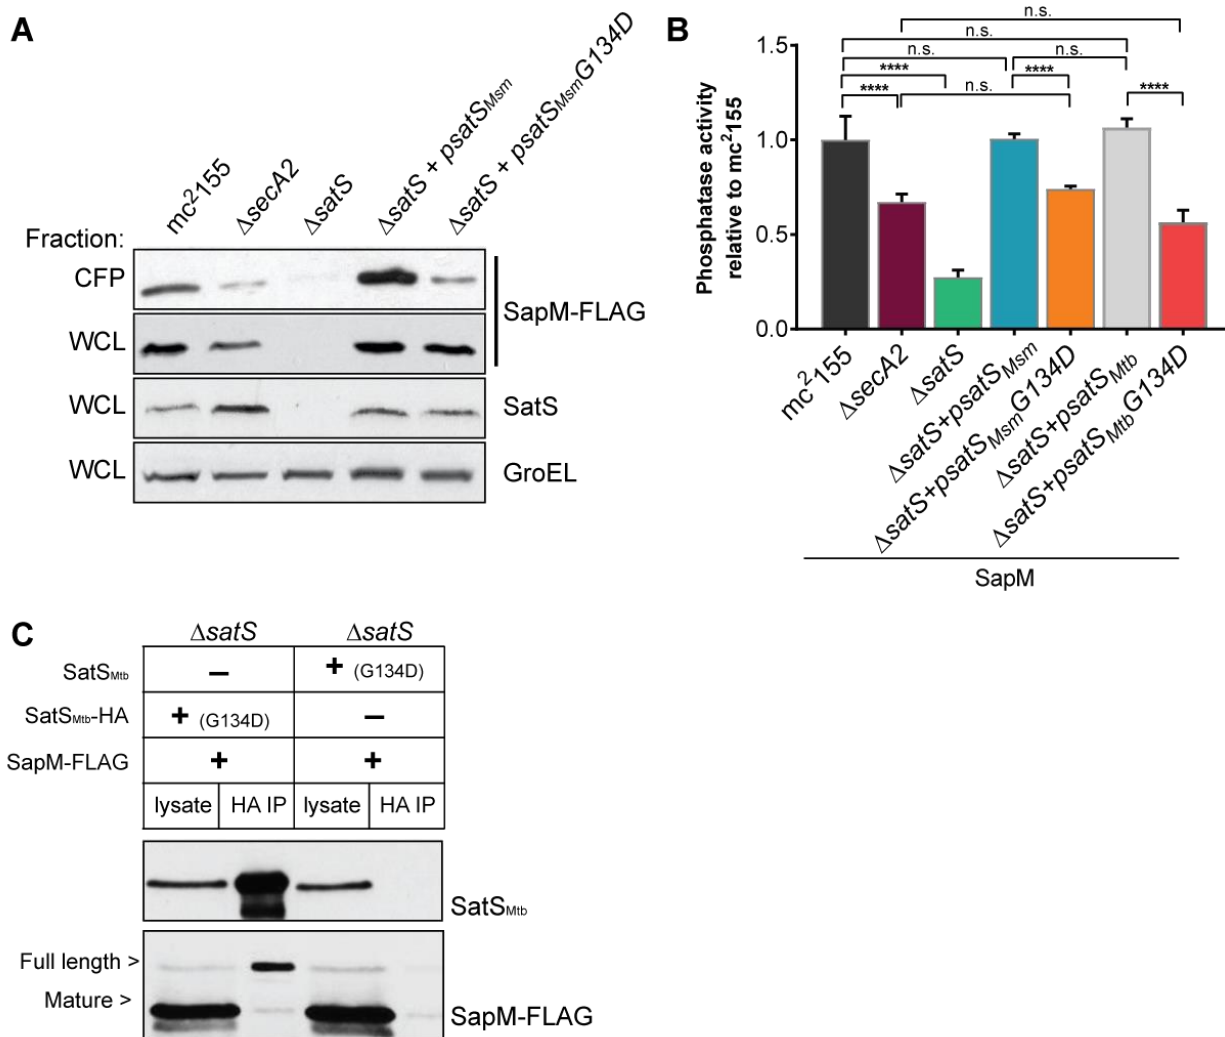 A
mc²155
ΔsecA2
ΔsatS
ΔsatS + psatSMsm
ΔsatS + psatSMsmG134D
Fraction:
CFP
WCL
SapM-FLAG
WCL
SatS
WCL
GroEL
B
n.s.
n.s.
n.s. n.s.
**** ****
**** n.s. ****
Phosphatase activity
relative to mc²155
1.5
1.0
0.5
0.0
mc²155
ΔsecA2
ΔsatS
ΔsatS+psatSMsm
ΔsatS+psatSMsmG134D
ΔsatS+psatSMtb
ΔsatS+psatSMtbG134D
SapM
C
ΔsatS ΔsatS
SatSMtb − + (G134D)
SatSMtb-HA + (G134D) −
SapM-FLAG + +
lysate HA IP lysate HA IP
SatSMtb
Full length >
Mature >
SapM-FLAG